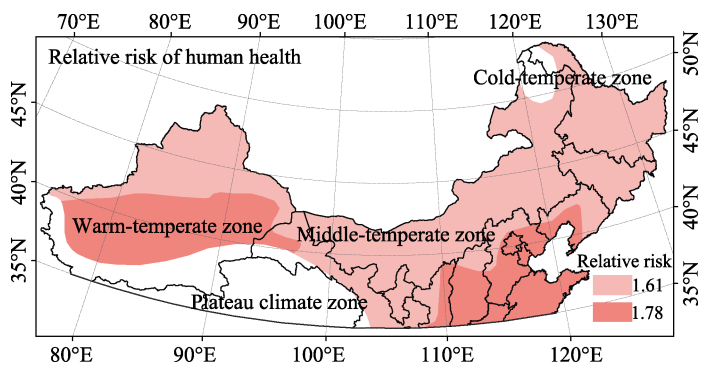 70°E 80°E 90°E 100°E 110°E 120°E 130°E
Relative risk of human health
50°N
Cold-temperate zone
45°N
45°N
40°N
40°N
Warm-temperate zone
Middle-temperate zone
35°N
35°N
Relative risk
1.61
Plateau climate zone
1.78
80°E 90°E 100°E 110°E 120°E